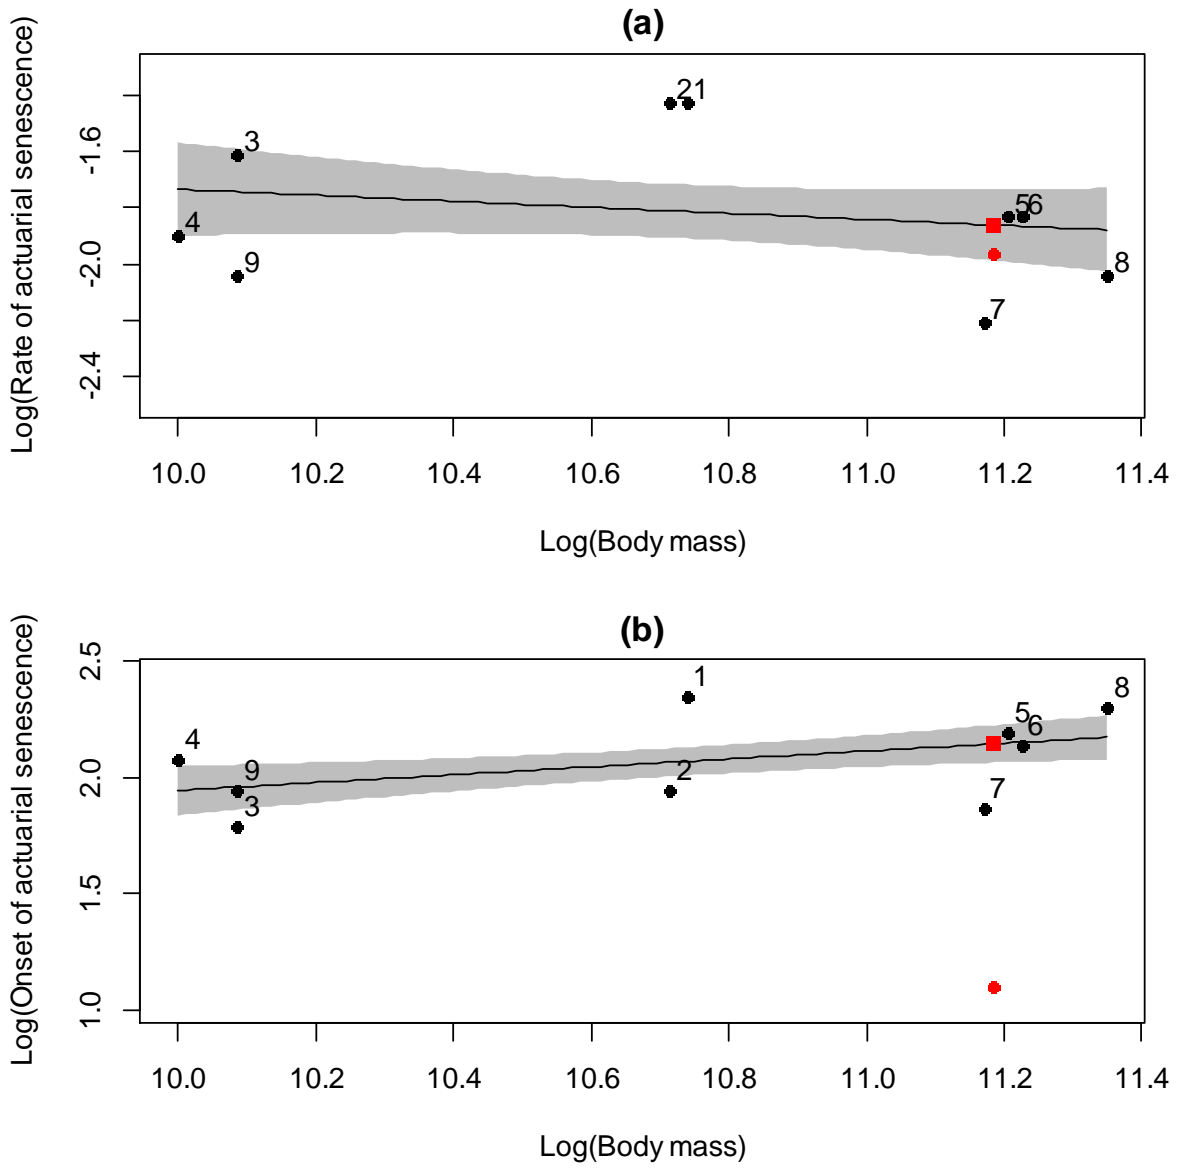 (a)
Log(Rate of actuarial senescence)
-1.6
-2.0
-2.4
21
3
4
9
56
8
7
10.0 10.2 10.4 10.6 10.8 11.0 11.2 11.4
Log(Body mass)
(b)
Log(Onset of actuarial senescence)
2.5
2.0
1.5
1.0
1
8
5
6
4
9
2
7
3
10.0 10.2 10.4 10.6 10.8 11.0 11.2 11.4
Log(Body mass)